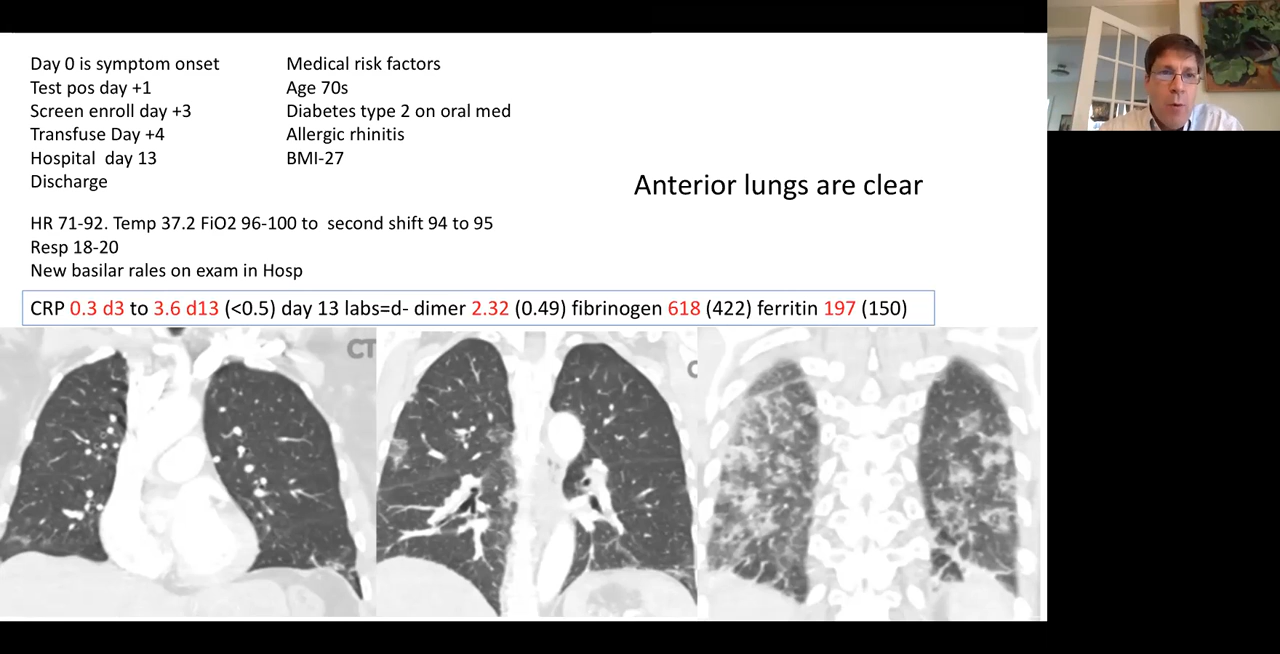 Day 0 is symptom onset
Test pos day +1
Screen enroll day +3
Transfuse Day +4
Hospital  day 13
Discharge
Medical risk factors
Age 70s
Diabetes type 2 on oral med
Allergic rhinitis
BMI-27
Anterior lungs are clear
HR 71-92. Temp 37.2 FiO2 96-100 to  second shift 94 to 95
Resp 18-20
New basilar rales on exam in Hosp
CRP 0.3 d3 to 3.6 d13 (<0.5) day 13 labs=d- dimer 2.32 (0.49) fibrinogen 618 (422) ferritin 197 (150)
CT
C